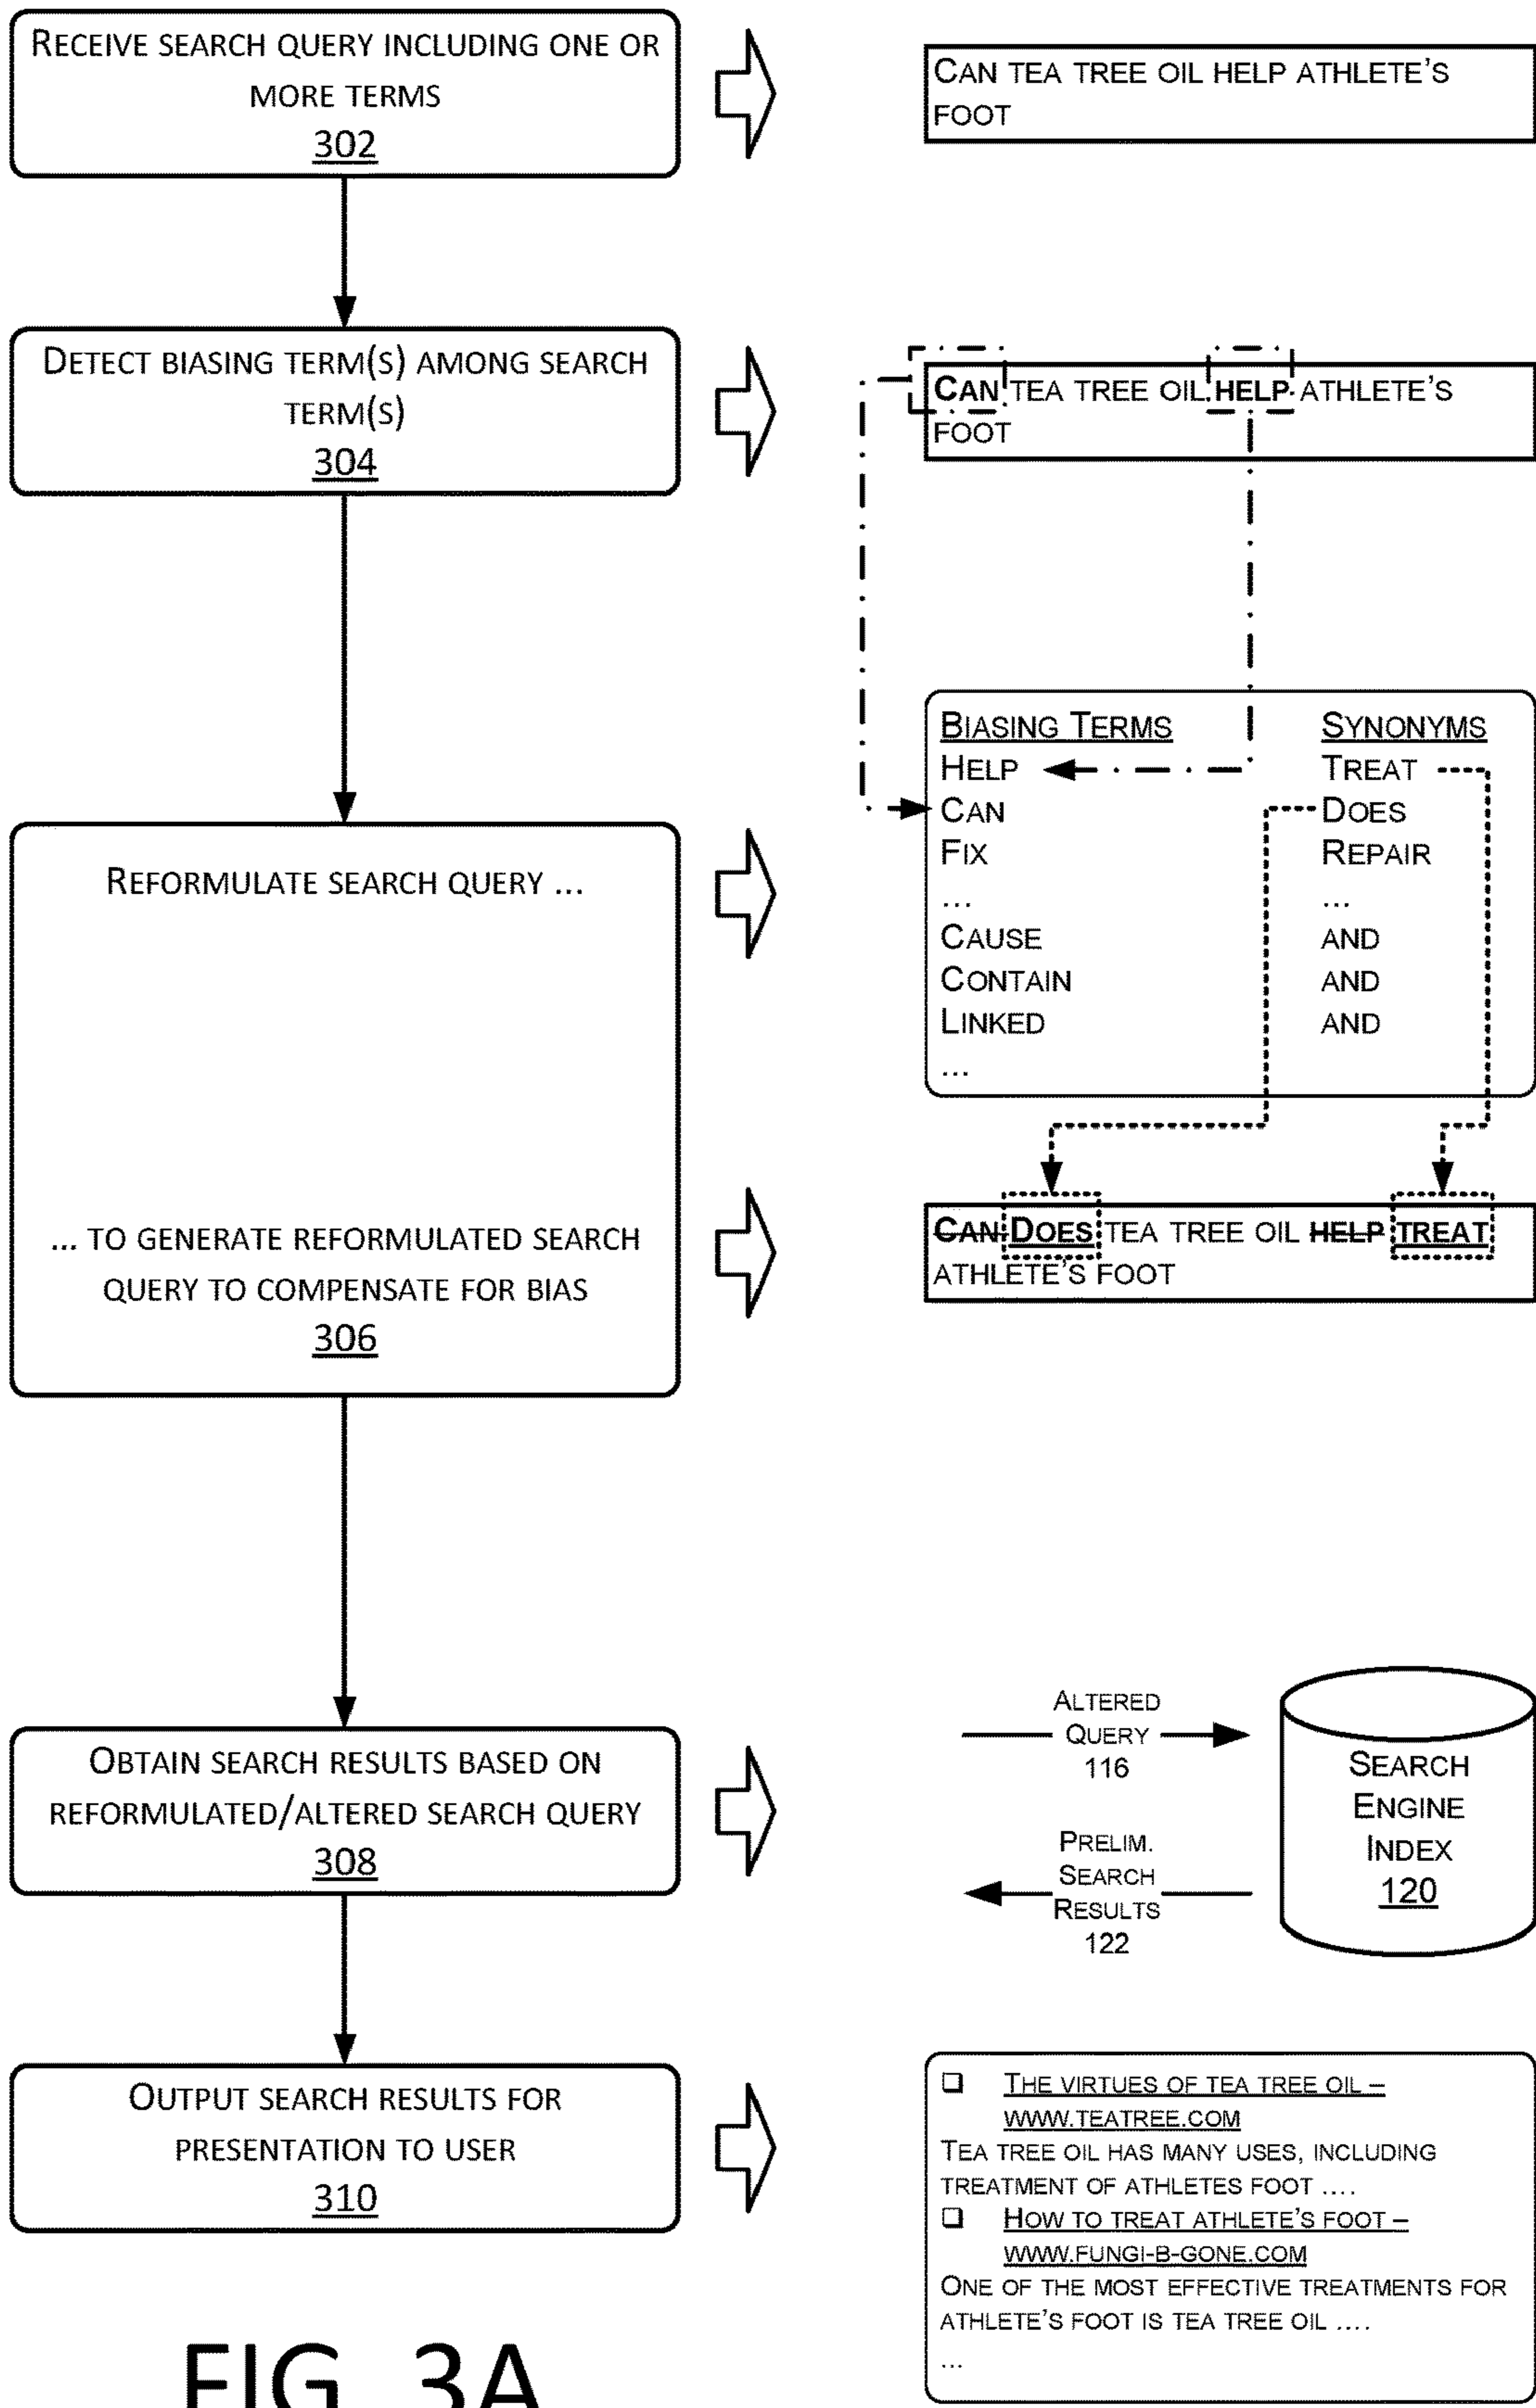 RECEIVE SEARCH QUERY INCLUDING ONE OR
MORE TERMS
302
CAN TEA TREE OIL HELP ATHLETE'S
FOOT
DETECT BIASING TERM(S) AMONG SEARCH
TERM(S)
304
CAN TEA TREE OIL HELP ATHLETE'S
FOOT
BIASING TERMS SYNONYMS
HELP TREAT
CAN DOES
FIX REPAIR
... ...
CAUSE AND
CONTAIN AND
LINKED AND
...
REFORMULATE SEARCH QUERY ...
... TO GENERATE REFORMULATED SEARCH
QUERY TO COMPENSATE FOR BIAS
306
CAN DOES TEA TREE OIL HELP TREAT
ATHLETE'S FOOT
OBTAIN SEARCH RESULTS BASED ON
REFORMULATED/ALTERED SEARCH QUERY
308
ALTERED
QUERY
116
PRELIM.
SEARCH
RESULTS
122
SEARCH
ENGINE
INDEX
120
OUTPUT SEARCH RESULTS FOR
PRESENTATION TO USER
310
THE VIRTUES OF TEA TREE OIL –
WWW.TEATREE.COM
TEA TREE OIL HAS MANY USES, INCLUDING
TREATMENT OF ATHLETES FOOT ....
HOW TO TREAT ATHLETE'S FOOT –
WWW.FUNGI-B-GONE.COM
ONE OF THE MOST EFFECTIVE TREATMENTS FOR
ATHLETE'S FOOT IS TEA TREE OIL ....
...
FIG. 3A